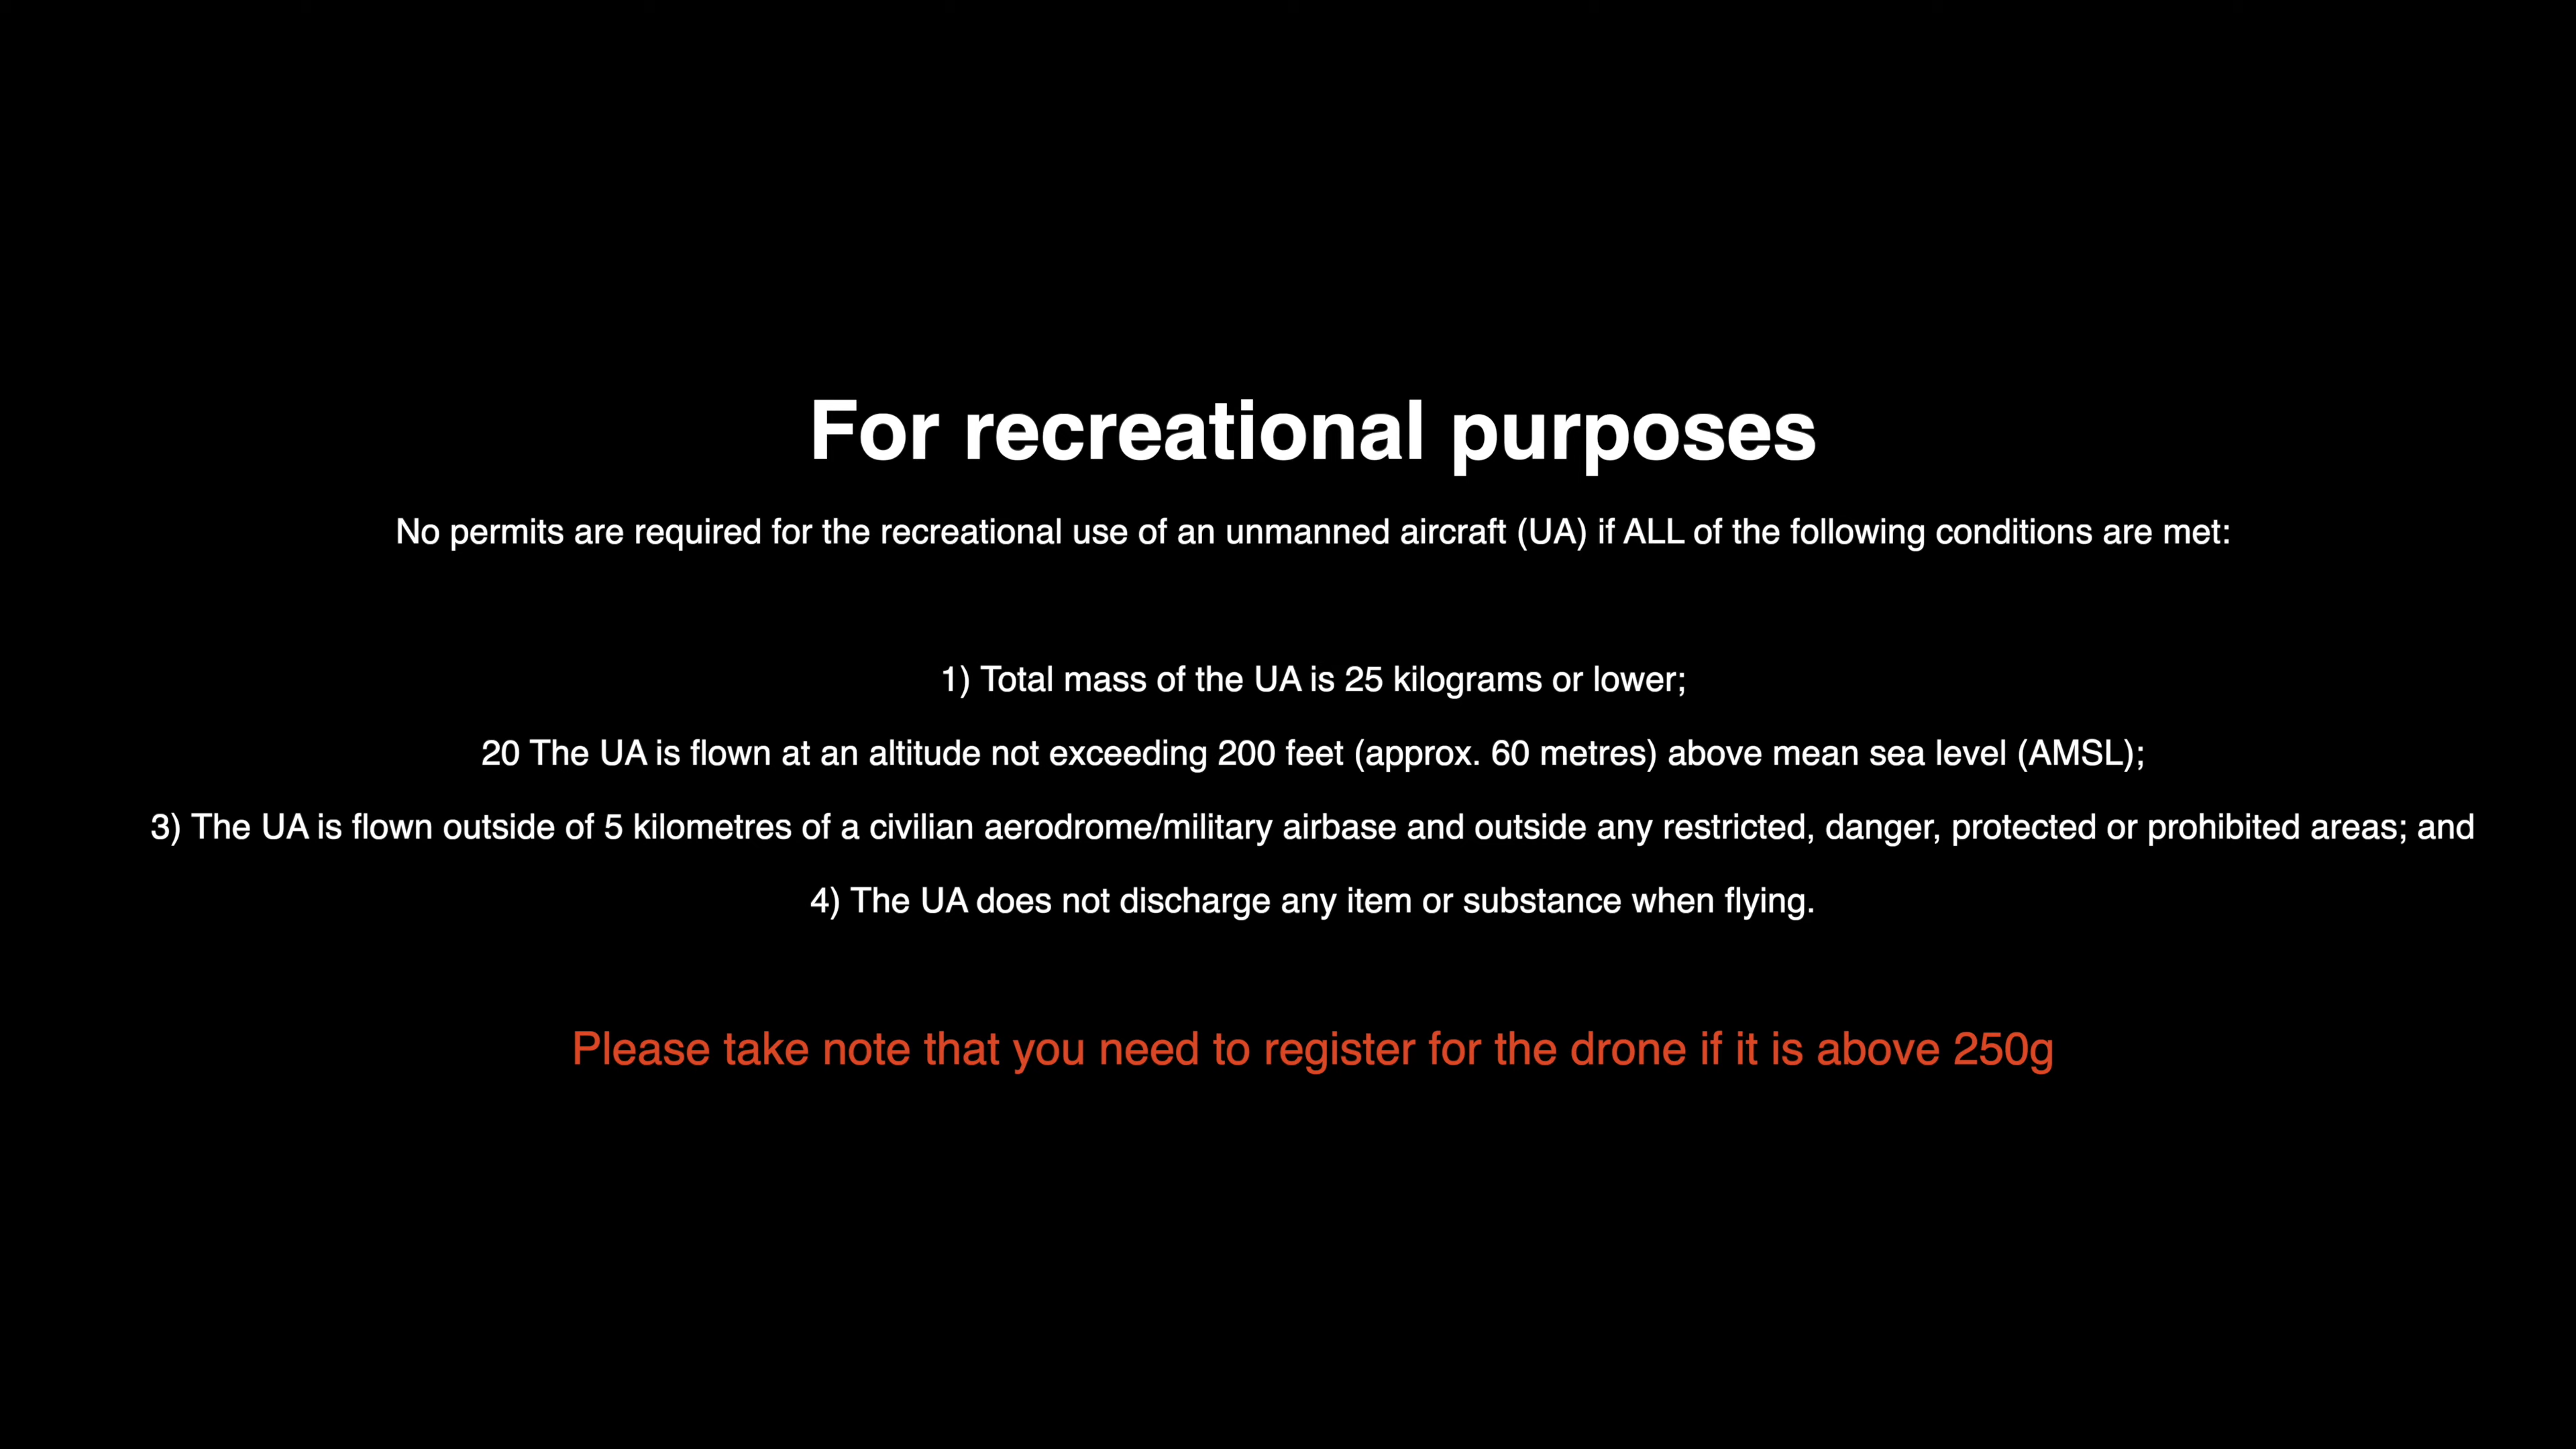 For recreational purposes
No permits are required for the recreational use of an unmanned aircraft (UA) if ALL of the following conditions are met:
1) Total mass of the UA is 25 kilograms or lower;
20 The UA is flown at an altitude not exceeding 200 feet (approx. 60 metres) above mean sea level (AMSL);
3) The UA is flown outside of 5 kilometres of a civilian aerodrome/military airbase and outside any restricted, danger, protected or prohibited areas; and
4) The UA does not discharge any item or substance when flying.
Please take note that you need to register for the drone if it is above 250g